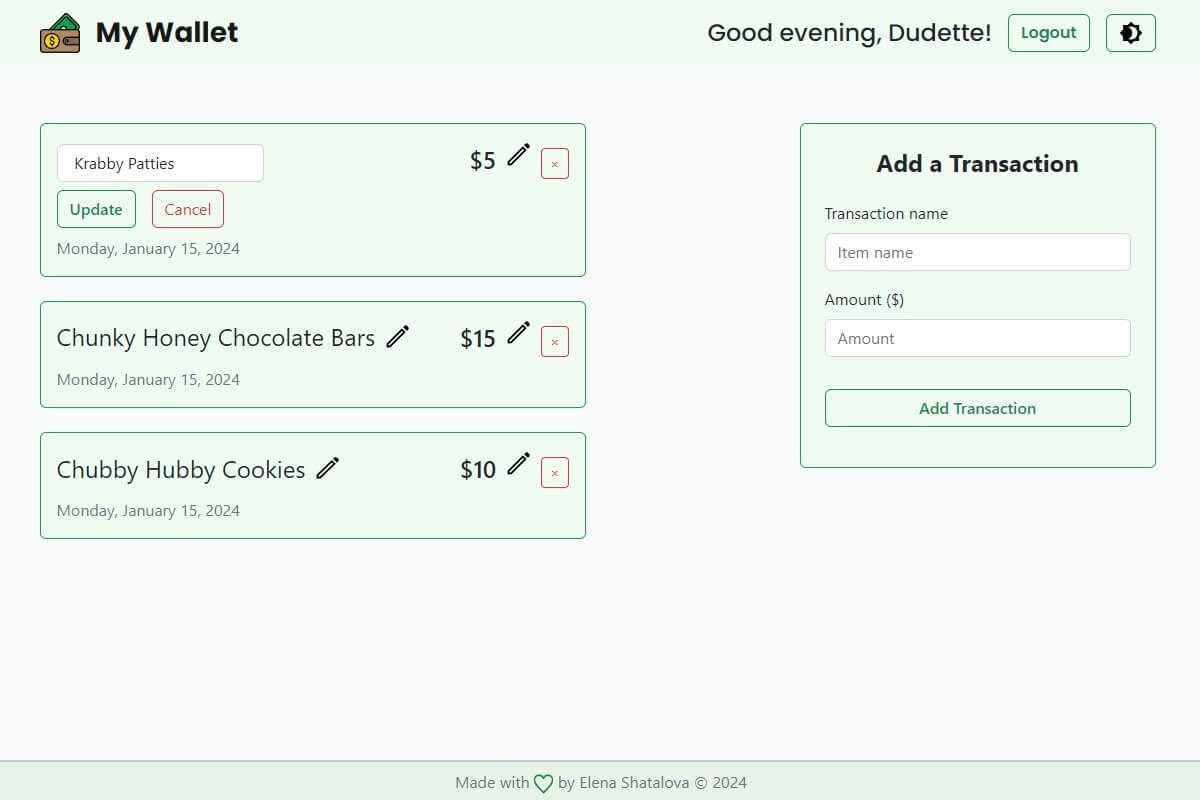 My Wallet
Good evening, Dudette!
Logout
Krabby Patties
$5
×
Update
Cancel
Monday, January 15, 2024
Chunky Honey Chocolate Bars
$15
×
Monday, January 15, 2024
Chubby Hubby Cookies
$10
×
Monday, January 15, 2024
Add a Transaction
Transaction name
Item name
Amount ($)
Amount
Add Transaction
Made with by Elena Shatalova © 2024